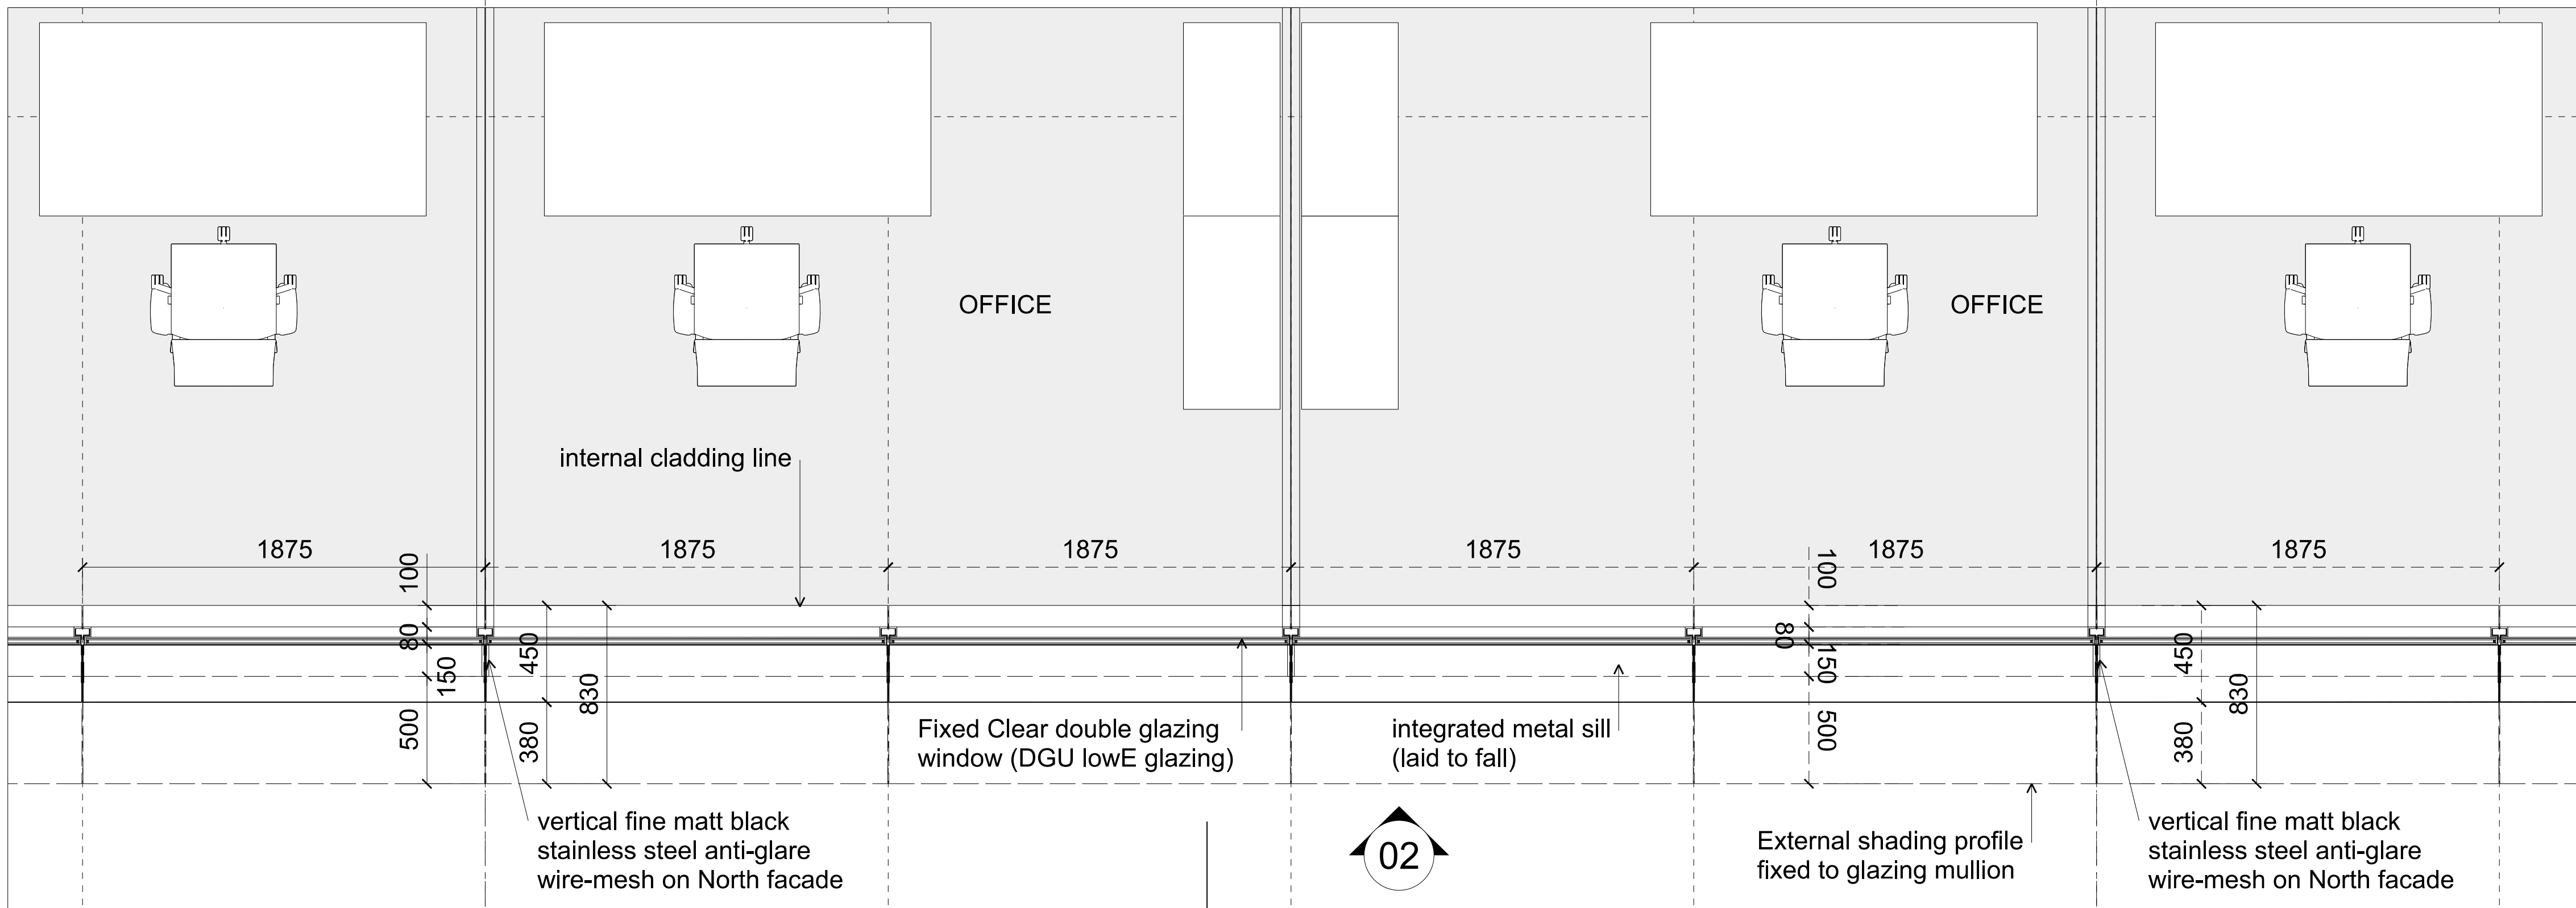 OFFICE
OFFICE
internal cladding line
1875
1875
1875
1875
1875
1875
100
80
150
500
450
380
830
100
80
150
500
450
380
830
Fixed Clear double glazing
window (DGU lowE glazing)
integrated metal sill
(laid to fall)
vertical fine matt black
stainless steel anti-glare
wire-mesh on North facade
02
External shading profile
fixed to glazing mullion
vertical fine matt black
stainless steel anti-glare
wire-mesh on North facade